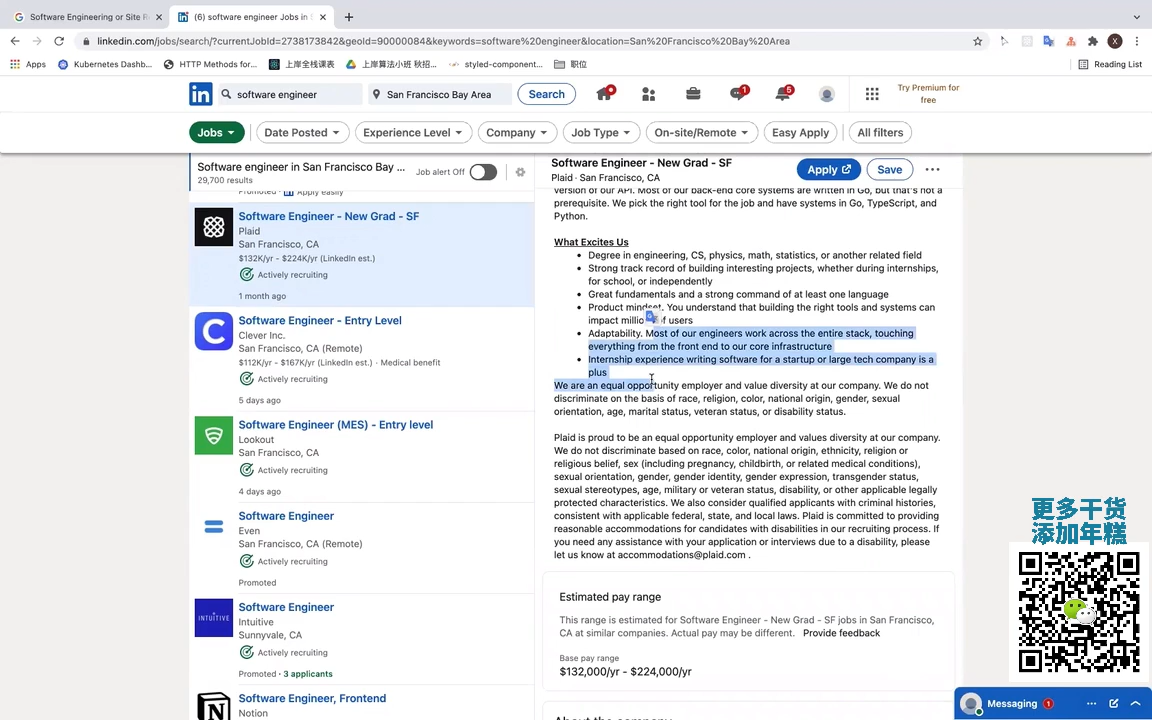 Software Engineering or Site R
(6) software engineer Jobs in S
linkedin.com/jobs/search/?currentJobId=2738173842&geoId=90000084&keywords=software%20engineer&location=San%20Francisco%20Bay%20Area
Apps
Kubernetes Dashb...
HTTP Methods for...
上岸全栈课表
上岸算法小班 秋招...
styled-component...
职位
Reading List
software engineer
San Francisco Bay Area
Search
1
5
X
Try Premium for
free
Jobs
Date Posted
Experience Level
Company
Job Type
On-site/Remote
Easy Apply
All filters
Software engineer in San Francisco Bay ...
29,700 results
Job alert Off
Promoted · in Apply easily
Software Engineer - New Grad - SF
Plaid
San Francisco, CA
$132K/yr - $224K/yr (LinkedIn est.)
Actively recruiting
1 month ago
Software Engineer - Entry Level
Clever Inc.
San Francisco, CA (Remote)
$112K/yr - $167K/yr (LinkedIn est.) · Medical benefit
Actively recruiting
5 days ago
Software Engineer (MES) - Entry level
Lookout
San Francisco, CA
Actively recruiting
4 days ago
Software Engineer
Even
San Francisco, CA (Remote)
Actively recruiting
Promoted
Software Engineer
INTUITIVE
Intuitive
Sunnyvale, CA
Actively recruiting
Promoted · 3 applicants
Software Engineer, Frontend
Notion
Software Engineer - New Grad - SF
Plaid · San Francisco, CA
Apply
Save
version of our API. Most of our back-end core systems are written in Go, but that's not a
prerequisite. We pick the right tool for the job and have systems in Go, TypeScript, and
Python.
What Excites Us
• Degree in engineering, CS, physics, math, statistics, or another related field
• Strong track record of building interesting projects, whether during internships,
for school, or independently
• Great fundamentals and a strong command of at least one language
• Product mindset. You understand that building the right tools and systems can
impact millio of users
• Adaptability. Most of our engineers work across the entire stack, touching
everything from the front end to our core infrastructure
• Internship experience writing software for a startup or large tech company is a
plus
We are an equal opportunity employer and value diversity at our company. We do not
discriminate on the basis of race, religion, color, national origin, gender, sexual
orientation, age, marital status, veteran status, or disability status.
Plaid is proud to be an equal opportunity employer and values diversity at our company.
We do not discriminate based on race, color, national origin, ethnicity, religion or
religious belief, sex (including pregnancy, childbirth, or related medical conditions),
sexual orientation, gender, gender identity, gender expression, transgender status,
sexual stereotypes, age, military or veteran status, disability, or other applicable legally
protected characteristics. We also consider qualified applicants with criminal histories,
consistent with applicable federal, state, and local laws. Plaid is committed to providing
reasonable accommodations for candidates with disabilities in our recruiting process. If
you need any assistance with your application or interviews due to a disability, please
let us know at accommodations@plaid.com .
Estimated pay range
This range is estimated for Software Engineer - New Grad - SF jobs in San Francisco,
CA at similar companies. Actual pay may be different. Provide feedback
Base pay range
$132,000/yr - $224,000/yr
更多干货
添加年糕
Messaging 1